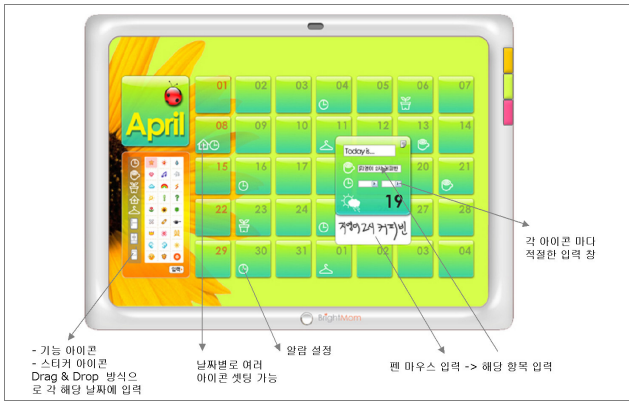 April
01 02 03 04 05 06 07
08 09 10 11 12 13 14
15 16 17 20 21
22 23 24 27 28
29 30 31 01 02 03 04
Today is...
19
입력
BrightMom
각 아이콘 마다
적절한 입력 창
- 기능 아이콘
- 스티커 아이콘
Drag & Drop 방식으
로 각 해당 날짜에 입력
날짜별로 여러
아이콘 셋팅 가능
알람 설정
펜 마우스 입력 -> 해당 항목 입력